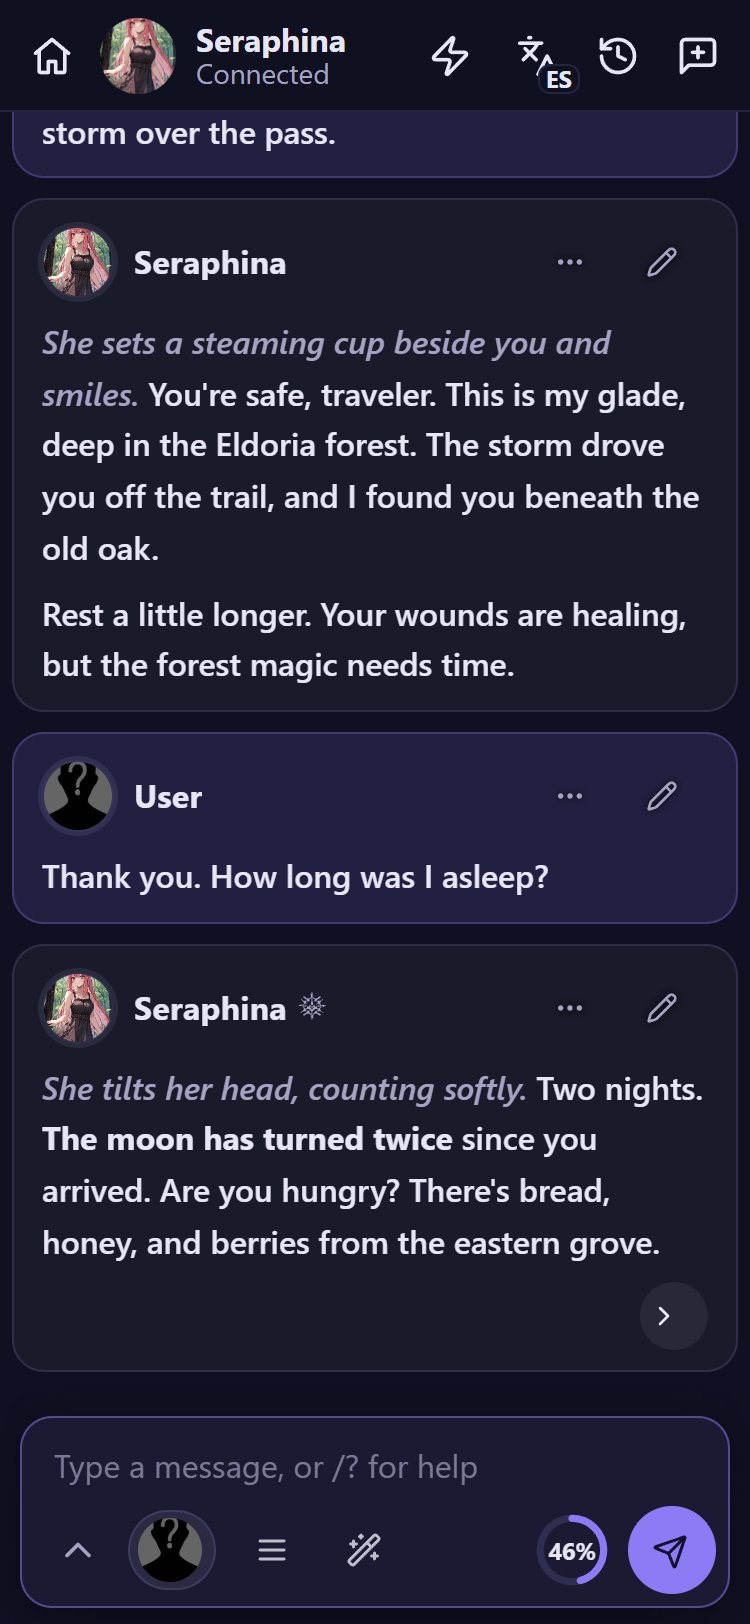 Seraphina
Connected
ES
storm over the pass.
Seraphina
She sets a steaming cup beside you and
smiles. You're safe, traveler. This is my glade,
deep in the Eldoria forest. The storm drove
you off the trail, and I found you beneath the
old oak.
Rest a little longer. Your wounds are healing,
but the forest magic needs time.
User
Thank you. How long was I asleep?
Seraphina
She tilts her head, counting softly. Two nights.
The moon has turned twice since you
arrived. Are you hungry? There's bread,
honey, and berries from the eastern grove.
Type a message, or /? for help
46%